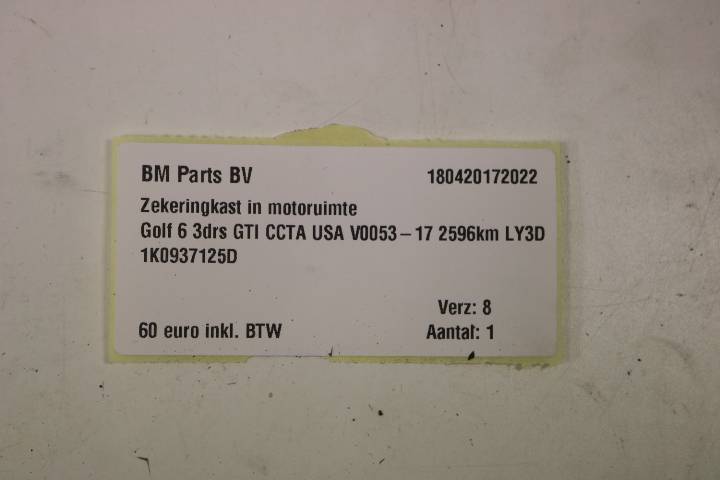 BM Parts BV 180420172022
Zekeringkast in motoruimte
Golf 6 3drs GTI CCTA USA V0053-17 2596km LY3D
1K0937125D
Verz: 8
60 euro inkl. BTW Aantal: 1